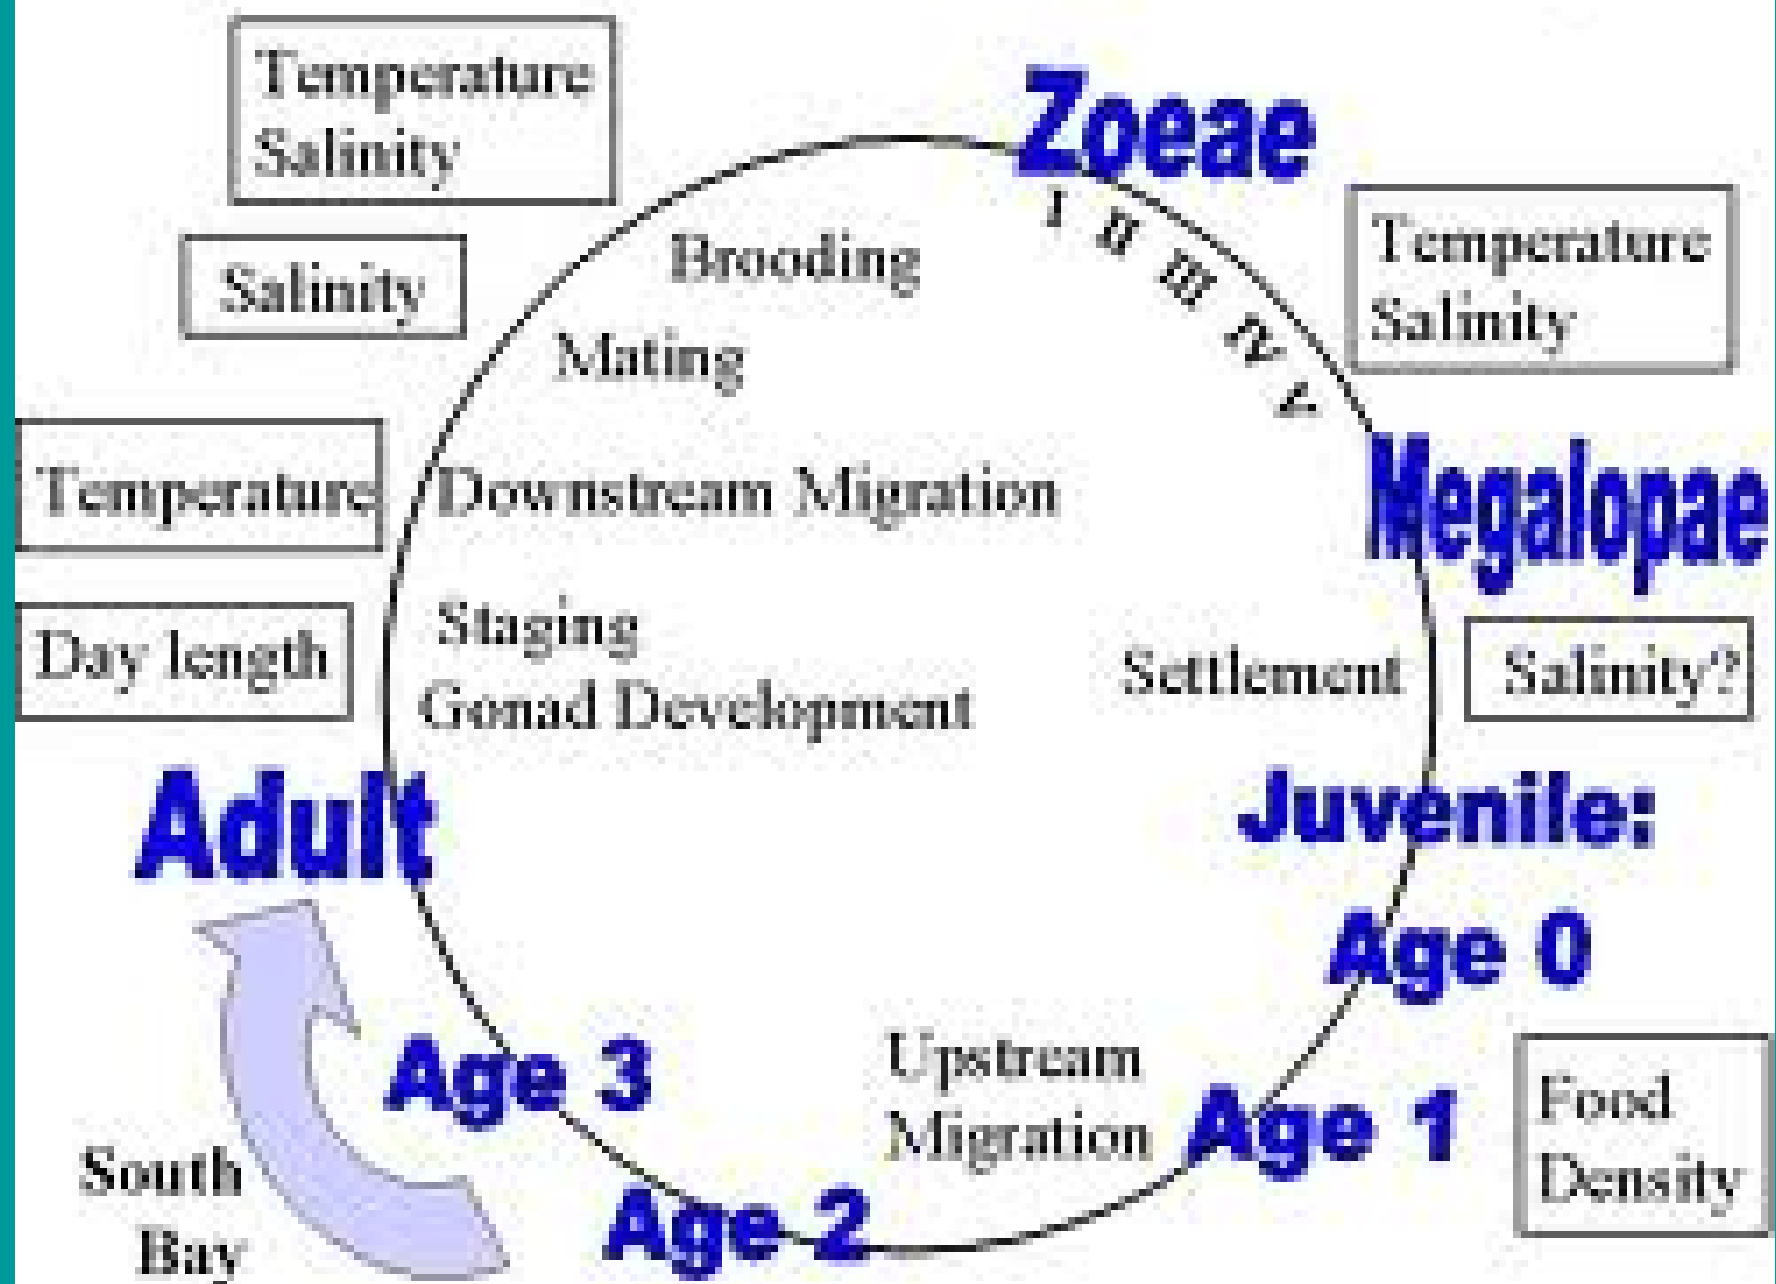 Temperature
Salinity
Zoeae
I II III IV V
Temperature
Salinity
Brooding
Salinity
Mating
Temperature
Downstream Migration
Megalopae
Day length
Staging
Gonad Development
Settlement
Salinity?
Adult
Juvenile:
Age 0
Age 3
Upstream
Migration
Age 1
Food
Density
South
Bay
Age 2